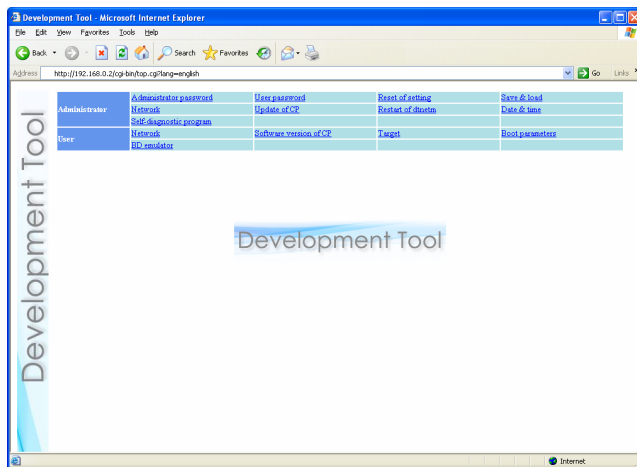 Development Tool - Microsoft Internet Explorer
File Edit View Favorites Tools Help
Back Search Favorites
Address http://192.168.0.2/cgi-bin/top.cgi?lang=english Go Links »
Development Tool
Administrator Administrator password User password Reset of setting Save & load
Network Update of CP Restart of dtnetm Date & time
Self-diagnostic program
User Network Software version of CP Target Boot parameters
BD emulator
Development Tool
Internet